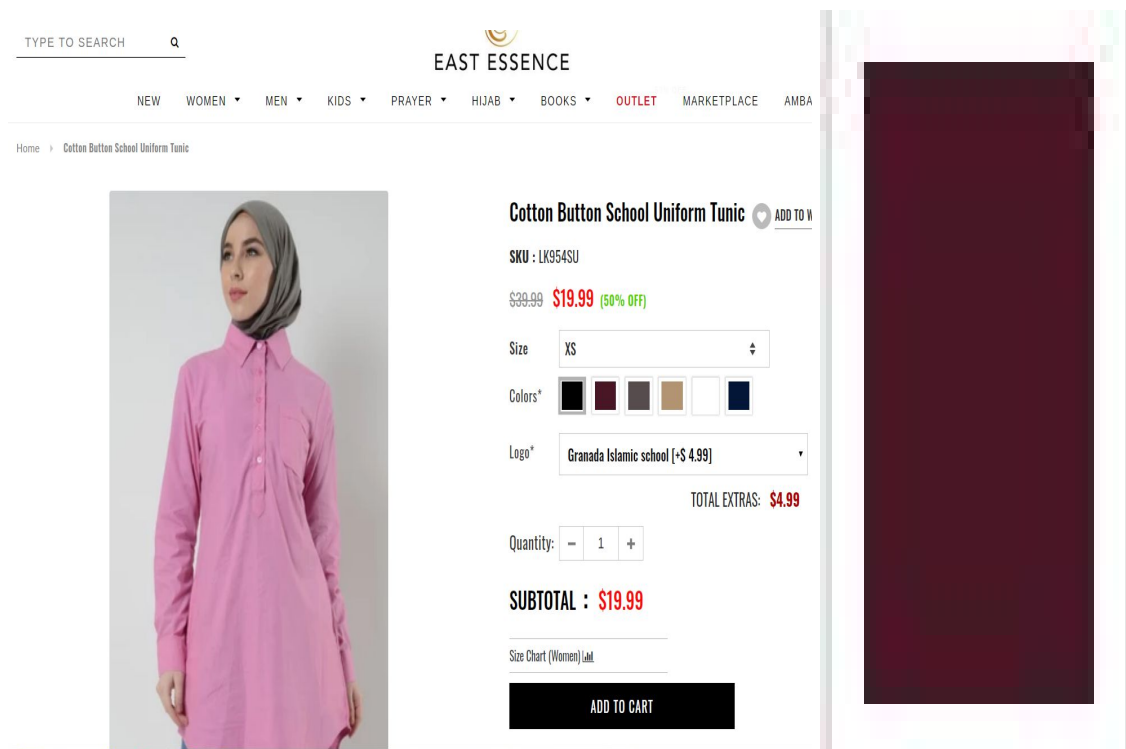 TYPE TO SEARCH
EAST ESSENCE
NEW WOMEN MEN KIDS PRAYER HIJAB BOOKS OUTLET MARKETPLACE AMBA
Home Cotton Button School Uniform Tunic
Cotton Button School Uniform Tunic ADD TO W
SKU : LK954SU
$39.99 $19.99 (50% OFF)
Size XS
Colors*
Logo* Granada Islamic school [+$ 4.99]
TOTAL EXTRAS: $4.99
Quantity: − 1 +
SUBTOTAL : $19.99
Size Chart (Women)
ADD TO CART